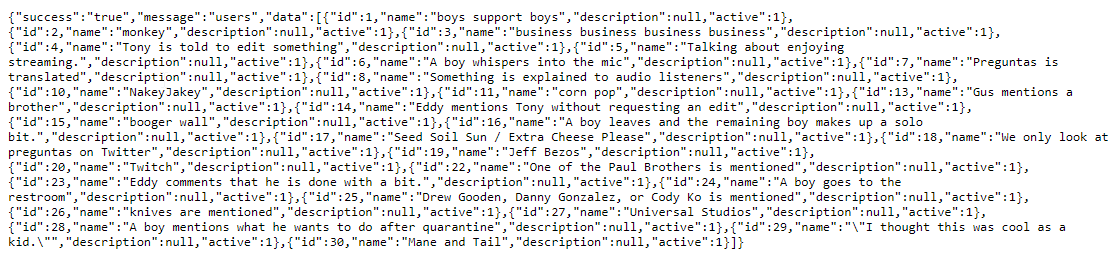 {"success":"true","message":"users","data":[{"id":1,"name":"boys support boys","description":null,"active":1},
{"id":2,"name":"monkey","description":null,"active":1},{"id":3,"name":"business business business business","description":null,"active":1},
{"id":4,"name":"Tony is told to edit something","description":null,"active":1},{"id":5,"name":"Talking about enjoying
streaming.","description":null,"active":1},{"id":6,"name":"A boy whispers into the mic","description":null,"active":1},{"id":7,"name":"Preguntas is
translated","description":null,"active":1},{"id":8,"name":"Something is explained to audio listeners","description":null,"active":1},
{"id":10,"name":"NakeyJakey","description":null,"active":1},{"id":11,"name":"corn pop","description":null,"active":1},{"id":13,"name":"Gus mentions a
brother","description":null,"active":1},{"id":14,"name":"Eddy mentions Tony without requesting an edit","description":null,"active":1},
{"id":15,"name":"booger wall","description":null,"active":1},{"id":16,"name":"A boy leaves and the remaining boy makes up a solo
bit.","description":null,"active":1},{"id":17,"name":"Seed Soil Sun / Extra Cheese Please","description":null,"active":1},{"id":18,"name":"We only look at
preguntas on Twitter","description":null,"active":1},{"id":19,"name":"Jeff Bezos","description":null,"active":1},
{"id":20,"name":"Twitch","description":null,"active":1},{"id":22,"name":"One of the Paul Brothers is mentioned","description":null,"active":1},
{"id":23,"name":"Eddy comments that he is done with a bit.","description":null,"active":1},{"id":24,"name":"A boy goes to the
restroom","description":null,"active":1},{"id":25,"name":"Drew Gooden, Danny Gonzalez, or Cody Ko is mentioned","description":null,"active":1},
{"id":26,"name":"knives are mentioned","description":null,"active":1},{"id":27,"name":"Universal Studios","description":null,"active":1},
{"id":28,"name":"A boy mentions what he wants to do after quarantine","description":null,"active":1},{"id":29,"name":"\"I thought this was cool as a
kid.\"","description":null,"active":1},{"id":30,"name":"Mane and Tail","description":null,"active":1}]}